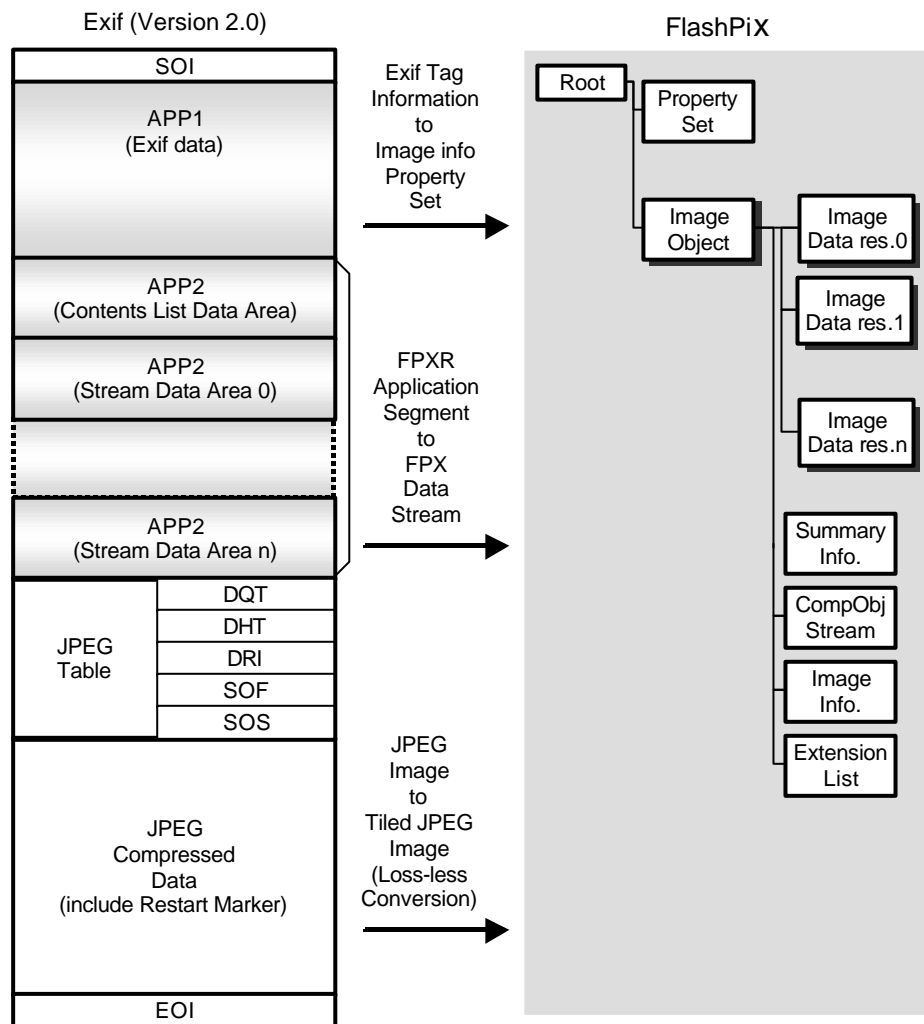 Exif (Version 2.0)
SOI
APP1
(Exif data)
APP2
(Contents List Data Area)
APP2
(Stream Data Area 0)
APP2
(Stream Data Area n)
JPEG
Table
DQT
DHT
DRI
SOF
SOS
JPEG
Compressed
Data
(include Restart Marker)
EOI
Exif Tag
Information
to
Image info
Property
Set
FPXR
Application
Segment
to
FPX
Data
Stream
JPEG
Image
to
Tiled JPEG
Image
(Loss-less
Conversion)
FlashPiX
Root
Property
Set
Image
Object
Image
Data res.0
Image
Data res.1
Image
Data res.n
Summary
Info.
CompObj
Stream
Image
Info.
Extension
List